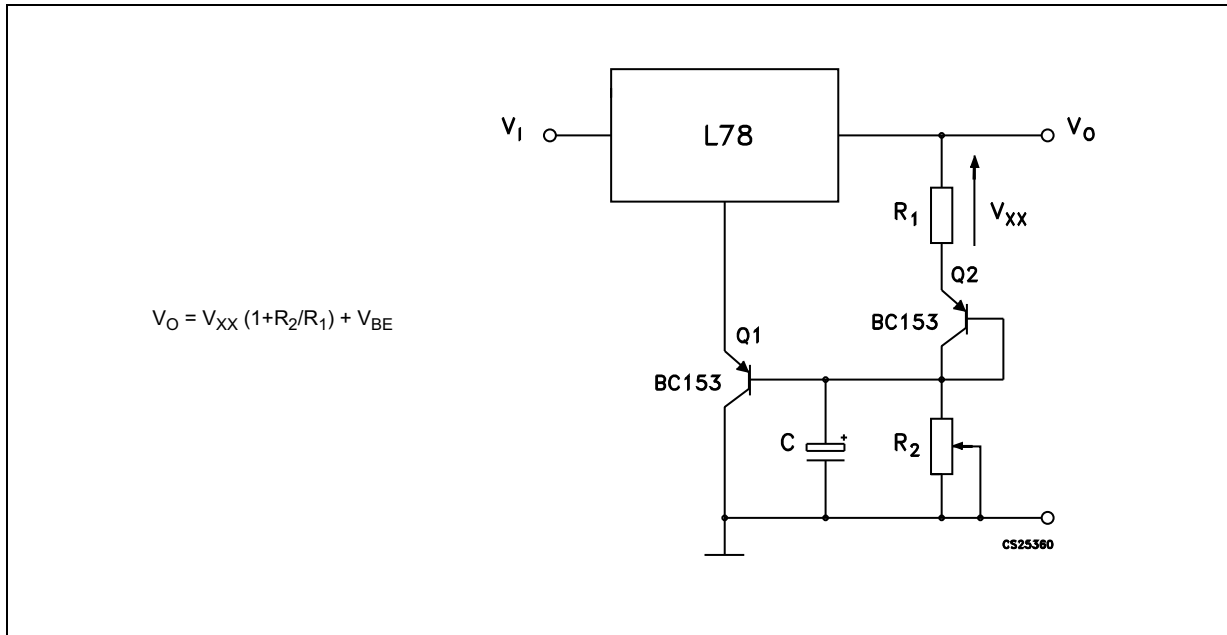 V_I
L78
V_O
R_1
V_XX
Q2
BC153
V_O = V_XX (1+R_2/R_1) + V_BE
Q1
BC153
C
+
R_2
CS25360